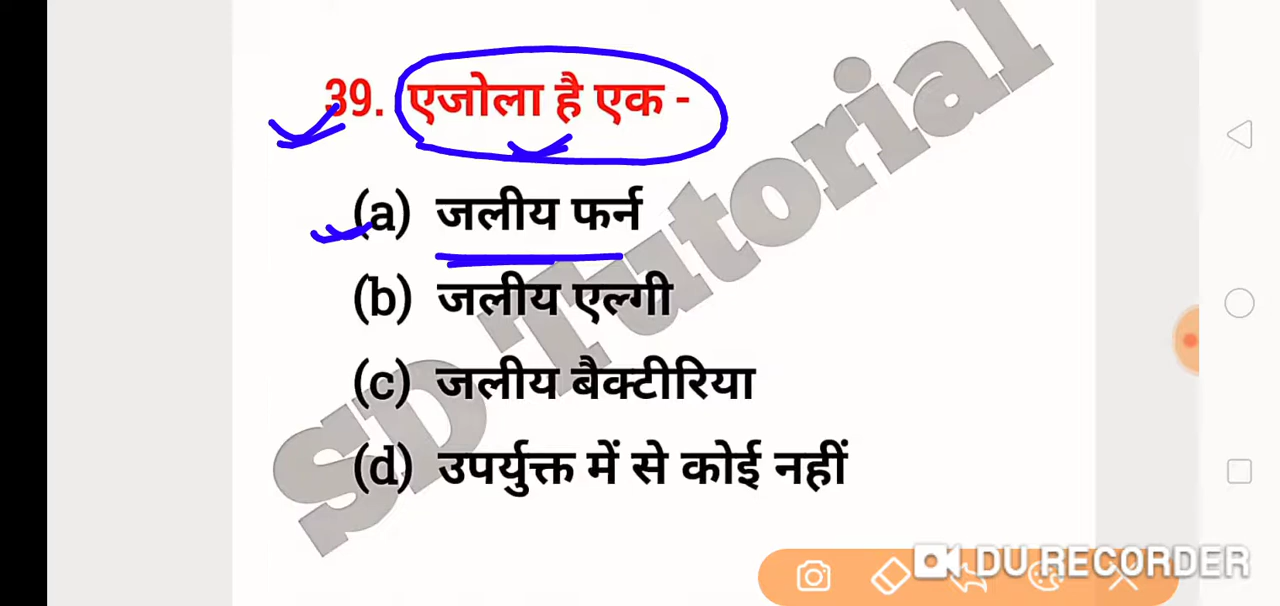 39. एजोला है एक -
(a) जलीय फर्न
(b) जलीय एल्गी
(c) जलीय बैक्टीरिया
(d) उपर्युक्त में से कोई नहीं
SD Tutorial
DU RECORDER